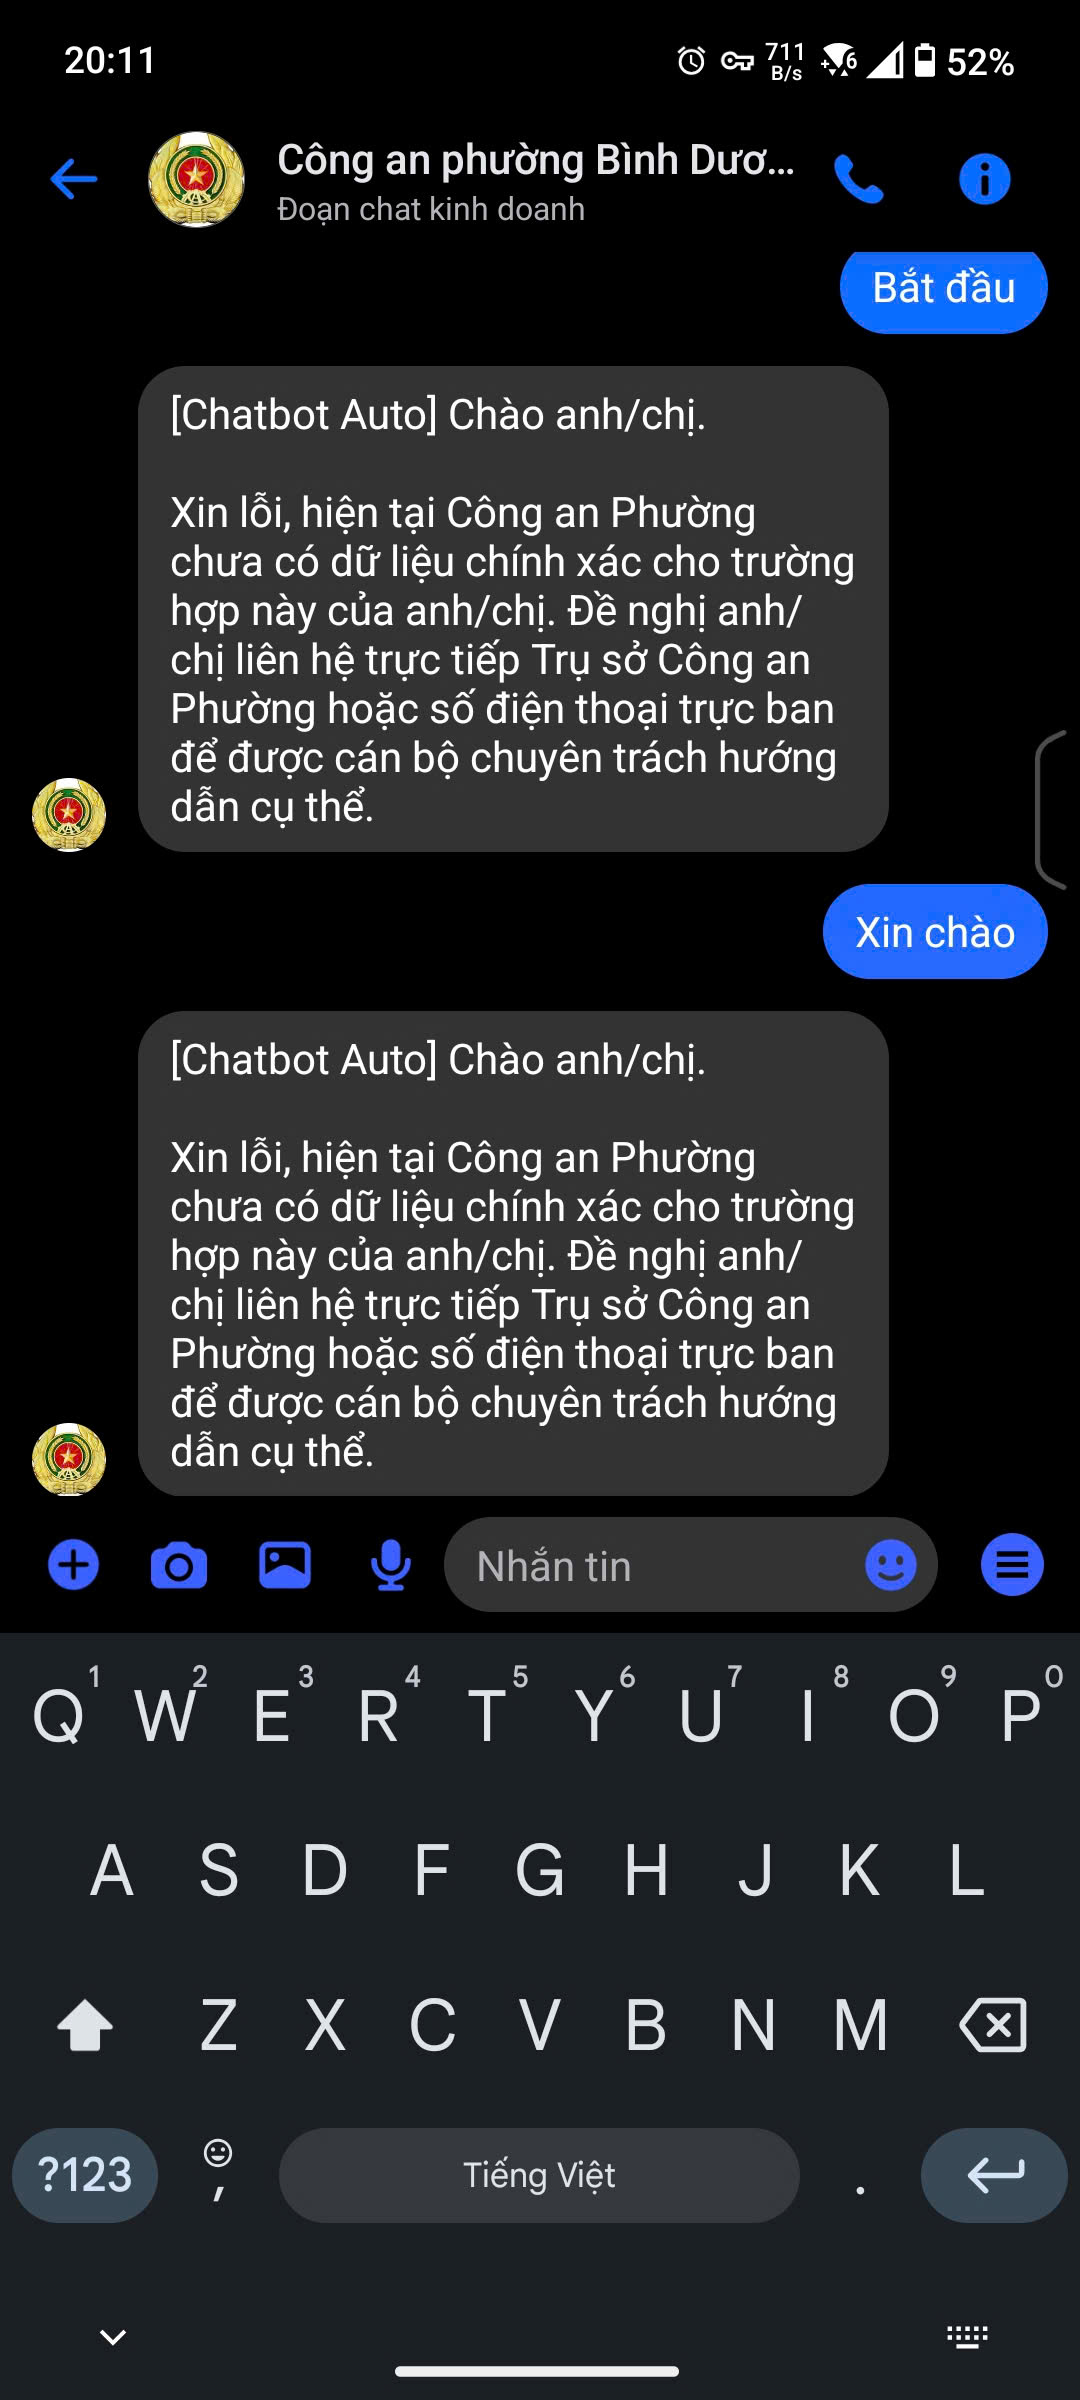 20:11
711
B/s
6
52%
Công an phường Bình Dươ...
Đoạn chat kinh doanh
Bắt đầu
[Chatbot Auto] Chào anh/chị.
Xin lỗi, hiện tại Công an Phường
chưa có dữ liệu chính xác cho trường
hợp này của anh/chị. Đề nghị anh/
chị liên hệ trực tiếp Trụ sở Công an
Phường hoặc số điện thoại trực ban
để được cán bộ chuyên trách hướng
dẫn cụ thể.
Xin chào
[Chatbot Auto] Chào anh/chị.
Xin lỗi, hiện tại Công an Phường
chưa có dữ liệu chính xác cho trường
hợp này của anh/chị. Đề nghị anh/
chị liên hệ trực tiếp Trụ sở Công an
Phường hoặc số điện thoại trực ban
để được cán bộ chuyên trách hướng
dẫn cụ thể.
Nhắn tin
1 2 3 4 5 6 7 8 9 0
Q W E R T Y U I O P
A S D F G H J K L
Z X C V B N M
?123 , Tiếng Việt .